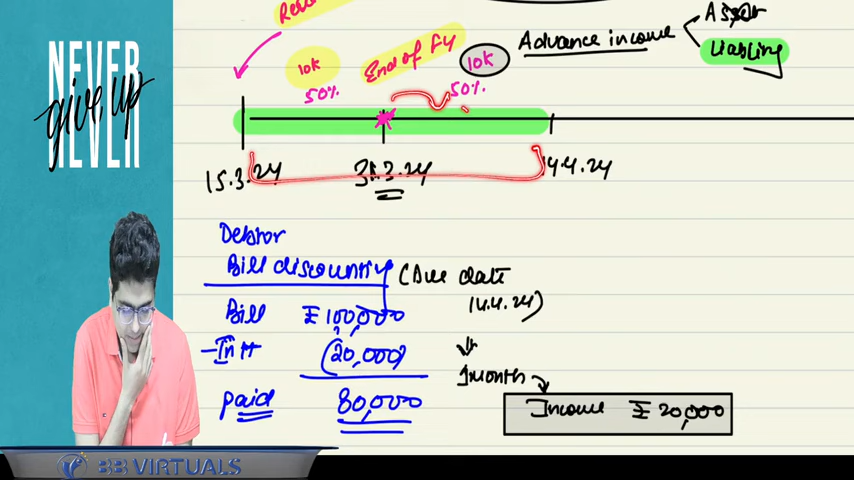 NEVER
give up
NEVER
10K
50%
End of FY
10K
50%
Advance income
Asset
Liability
15.3.24
31.3.24
14.4.24
Debtor
Bill discounting (Due date
14.4.24)
Bill ₹100,000
-Int (20,000)
1 month
paid 80,000
Income ₹20,000
BB VIRTUALS